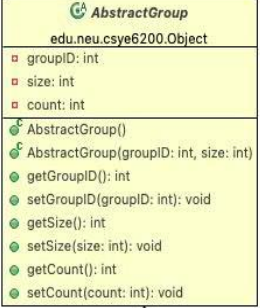 AbstractGroup
edu.neu.csye6200.Object
groupID: int
size: int
count: int
AbstractGroup()
AbstractGroup(groupID: int, size: int)
getGroupID(): int
setGroupID(groupID: int): void
getSize(): int
setSize(size: int): void
getCount(): int
setCount(count: int): void